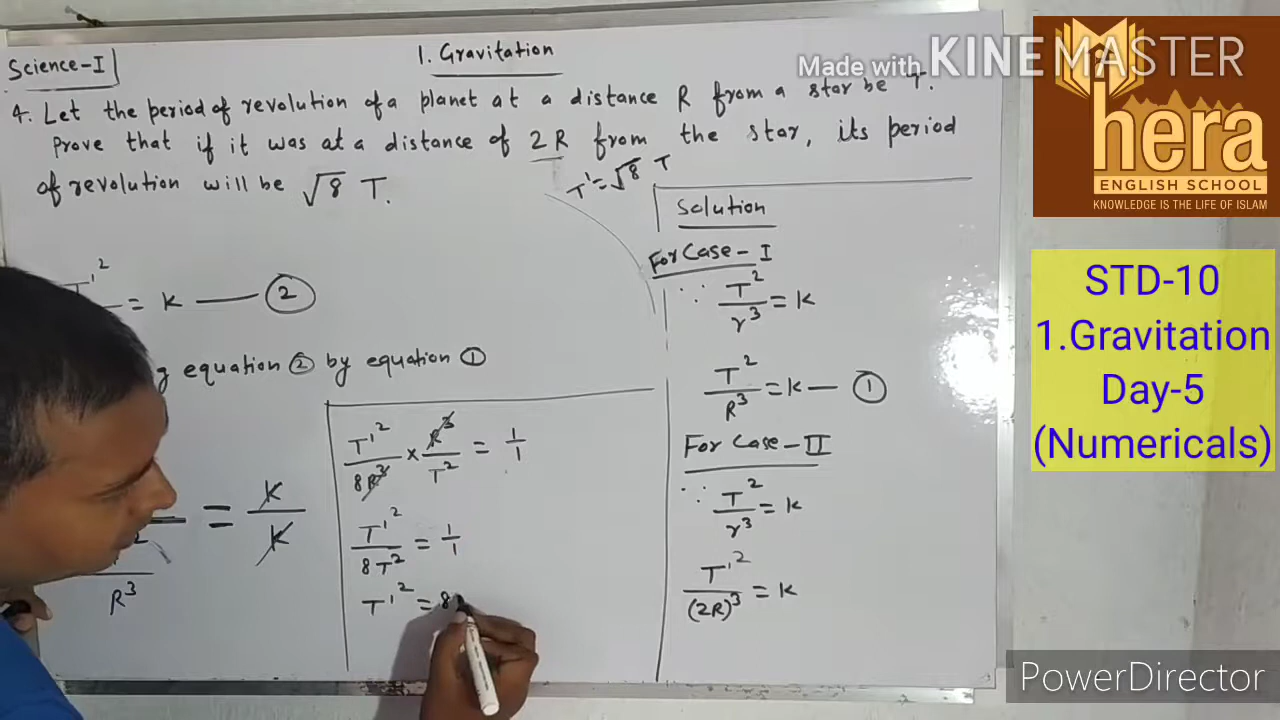 Science-I
1. Gravitation
4. Let the period of revolution of a planet at a distance R from a star be T.
Prove that if it was at a distance of 2R from the star, its period
of revolution will be √8 T.
T'=√8 T
T'²
= K — ②
equation ② by equation ①
= K/K
R³
T'²/8R³ × R³/T² = 1/1
T'²/8T² = 1/1
T'² = 8
Solution
For Case-I
∵ T²/r³ = K
T²/R³ = K — ①
For Case-II
∵ T²/r³ = K
T'²/(2R)³ = K
Made with KINEMASTER
hera
ENGLISH SCHOOL
KNOWLEDGE IS THE LIFE OF ISLAM
STD-10
1.Gravitation
Day-5
(Numericals)
PowerDirector